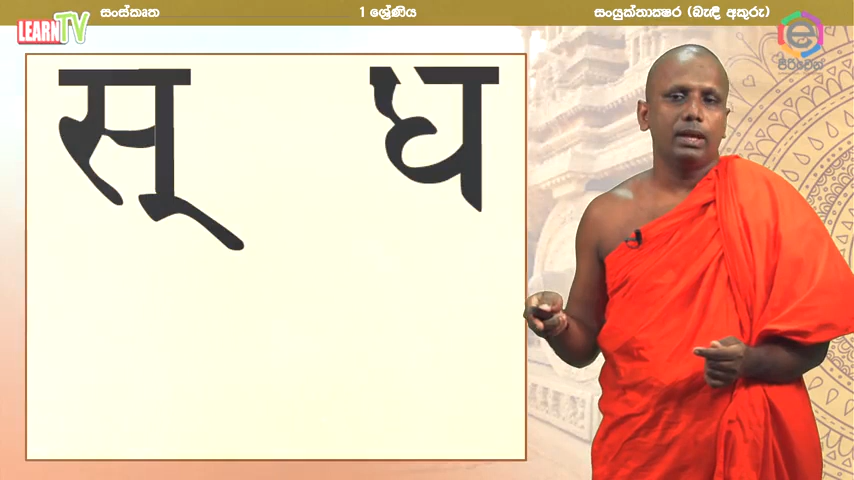 සංස්කෘත
1 ශ්‍රේණිය
සංයුක්තාක්ෂර (බැඳි අකුරු)
LEARN TV
e
පිරිවෙන්
स् ध